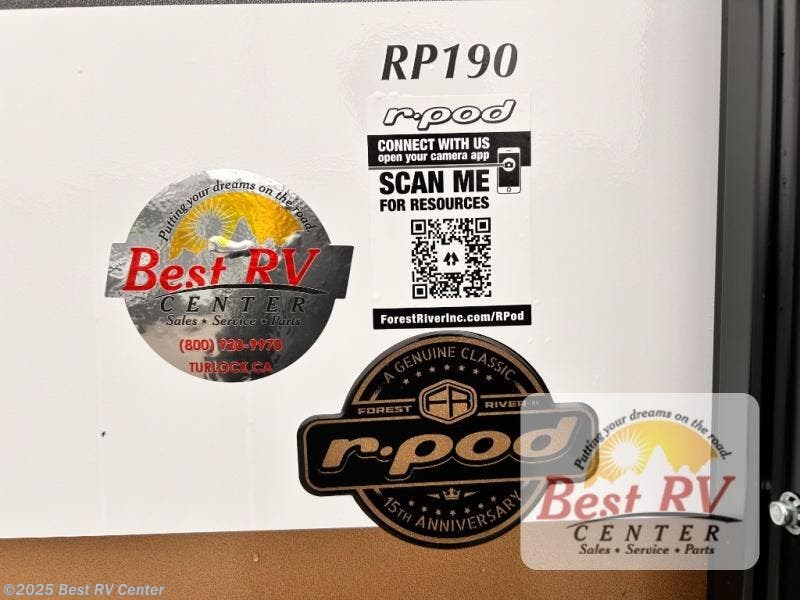 RP190
r·pod
CONNECT WITH US
open your camera app
SCAN ME
FOR RESOURCES
ForestRiverInc.com/RPod
Putting your dreams on the road.
Best RV
CENTER
Sales ★ Service ★ Parts
(800) 920-9970
TURLOCK, CA
A GENUINE CLASSIC
FOREST RIVER
FR
r·pod
15TH ANNIVERSARY
Putting your dreams on the road.
Best RV
CENTER
Sales ★ Service ★ Parts
©2025 Best RV Center